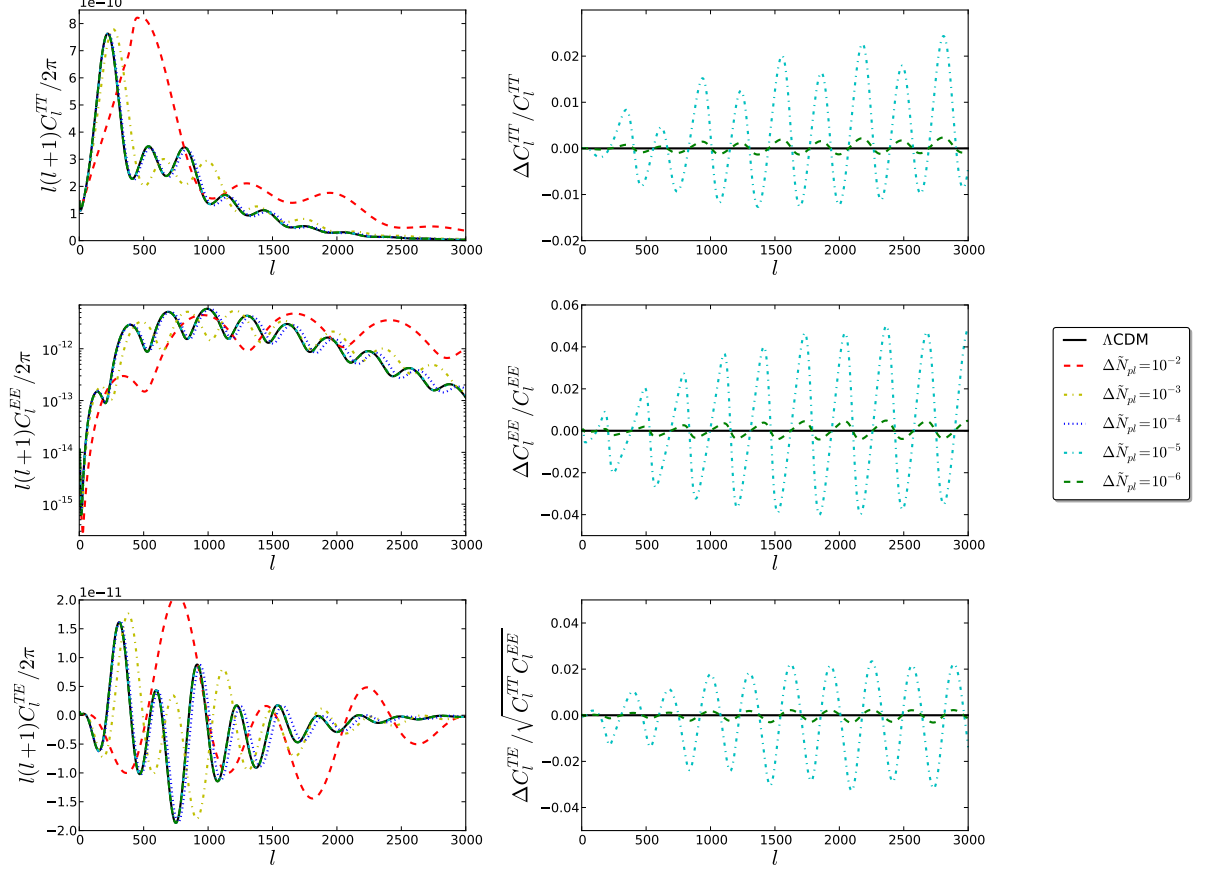 1e−10
8
7
6
5
4
3
2
1
0
0 500 1000 1500 2000 2500 3000
l
l(l+1)C_l^{TT}/2π
0.02
0.01
0.00
−0.01
−0.02
0 500 1000 1500 2000 2500 3000
l
ΔC_l^{TT}/C_l^{TT}
10^{−12}
10^{−13}
10^{−14}
10^{−15}
0 500 1000 1500 2000 2500 3000
l
l(l+1)C_l^{EE}/2π
0.06
0.04
0.02
0.00
−0.02
−0.04
0 500 1000 1500 2000 2500 3000
l
ΔC_l^{EE}/C_l^{EE}
ΛCDM
ΔÑ_{pl}=10^{−2}
ΔÑ_{pl}=10^{−3}
ΔÑ_{pl}=10^{−4}
ΔÑ_{pl}=10^{−5}
ΔÑ_{pl}=10^{−6}
1e−11
2.0
1.5
1.0
0.5
0.0
−0.5
−1.0
−1.5
−2.0
0 500 1000 1500 2000 2500 3000
l
l(l+1)C_l^{TE}/2π
0.04
0.02
0.00
−0.02
−0.04
0 500 1000 1500 2000 2500 3000
l
ΔC_l^{TE}/√C_l^{TT}C_l^{EE}